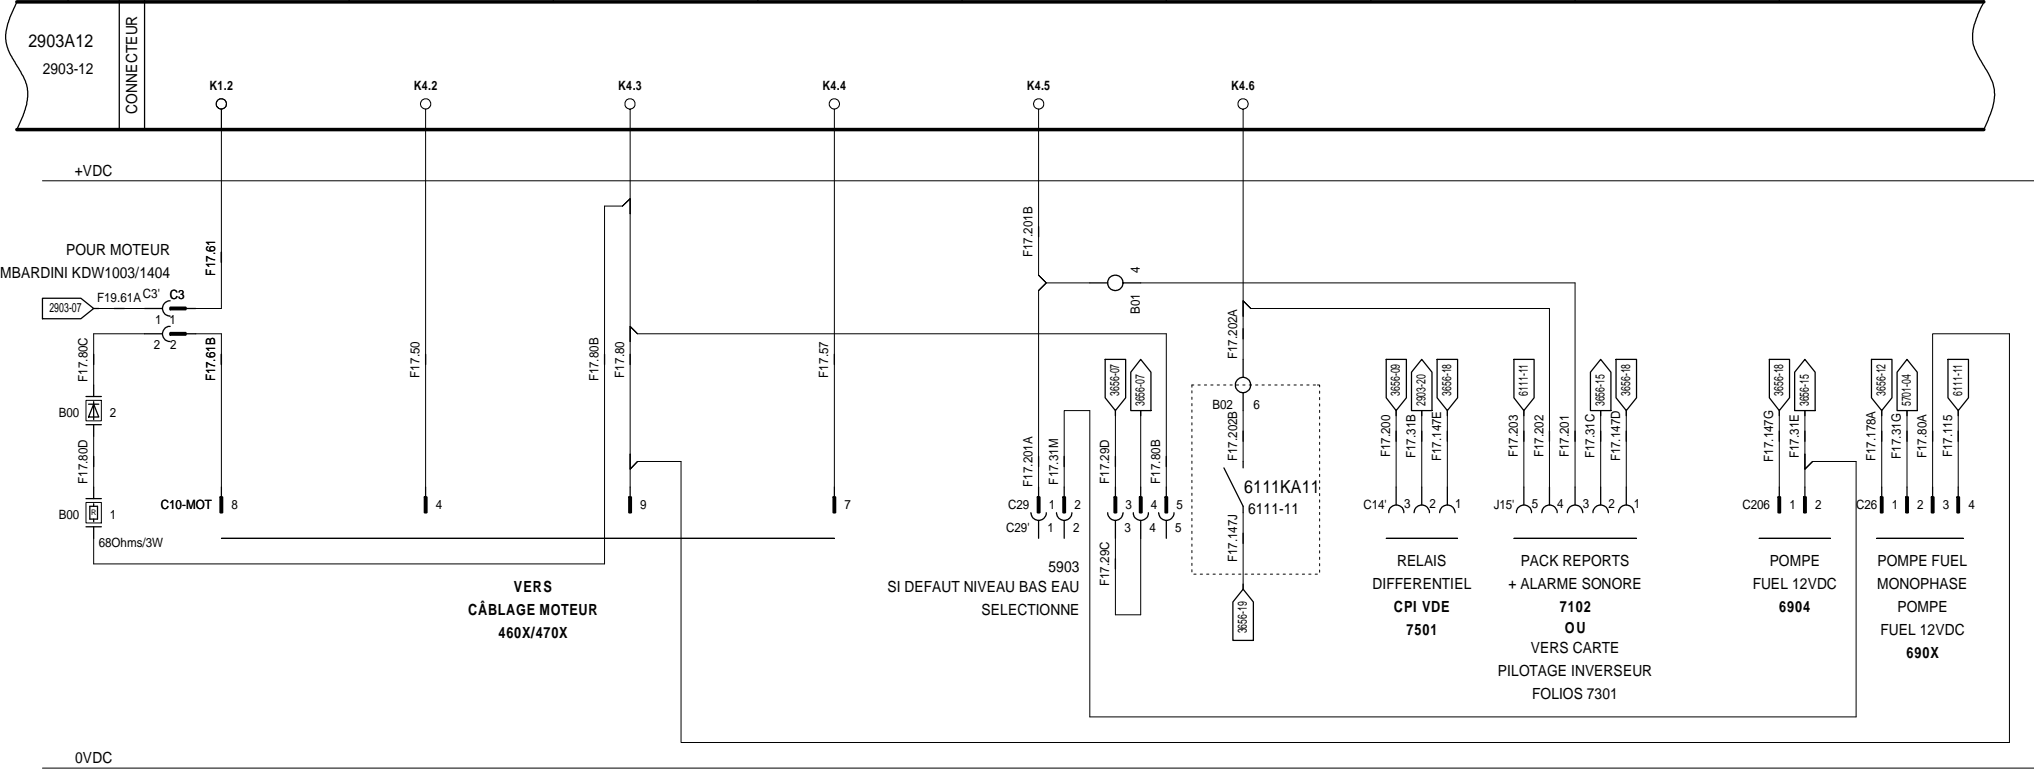 2903A12
2903-12
CONNECTEUR
K1.2
K4.2
K4.3
K4.4
K4.5
K4.6
+VDC
POUR MOTEUR
MBARDINI KDW1003/1404
F17.61
2903-07
F19.61A
C3'
C3
1
1
2
2
F17.80C
F17.61B
F17.50
F17.80B
F17.80
F17.57
F17.201B
4
B01
F17.202A
B00
2
F17.80D
B00
R
1
68Ohms/3W
C10-MOT
8
4
9
7
VERS
CÂBLAGE MOTEUR
460X/470X
F17.201A
F17.31M
3656-07
3656-07
F17.29D
F17.80B
C29
1
2
3
4
5
C29'
1
2
3
4
5
F17.29C
5903
SI DEFAUT NIVEAU BAS EAU
SELECTIONNE
B02
6
F17.202B
6111KA11
6111-11
F17.147J
3656-19
3656-09
2903-20
3656-18
F17.200
F17.31B
F17.147E
C14'
3
2
1
RELAIS
DIFFERENTIEL
CPI VDE
7501
6111-11
3656-15
3656-18
F17.203
F17.202
F17.201
F17.31C
F17.147D
J15'
5
4
3
2
1
PACK REPORTS
+ ALARME SONORE
7102
OU
VERS CARTE
PILOTAGE INVERSEUR
FOLIOS 7301
3656-18
3656-15
F17.147G
F17.31E
C206
1
2
POMPE
FUEL 12VDC
6904
3656-12
5701-04
6111-11
F17.178A
F17.31G
F17.80A
F17.115
C26
1
2
3
4
POMPE FUEL
MONOPHASE
POMPE
FUEL 12VDC
690X
0VDC